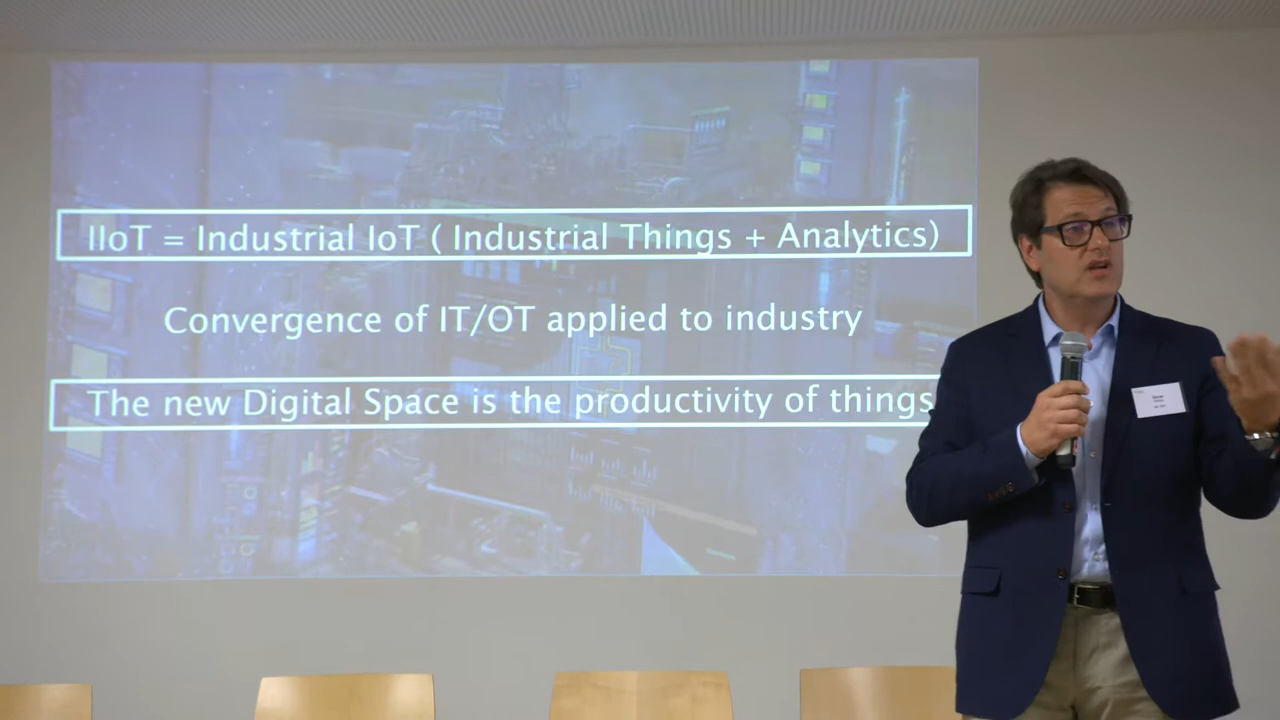 IIoT = Industrial IoT ( Industrial Things + Analytics)
Convergence of IT/OT applied to industry
The new Digital Space is the productivity of things